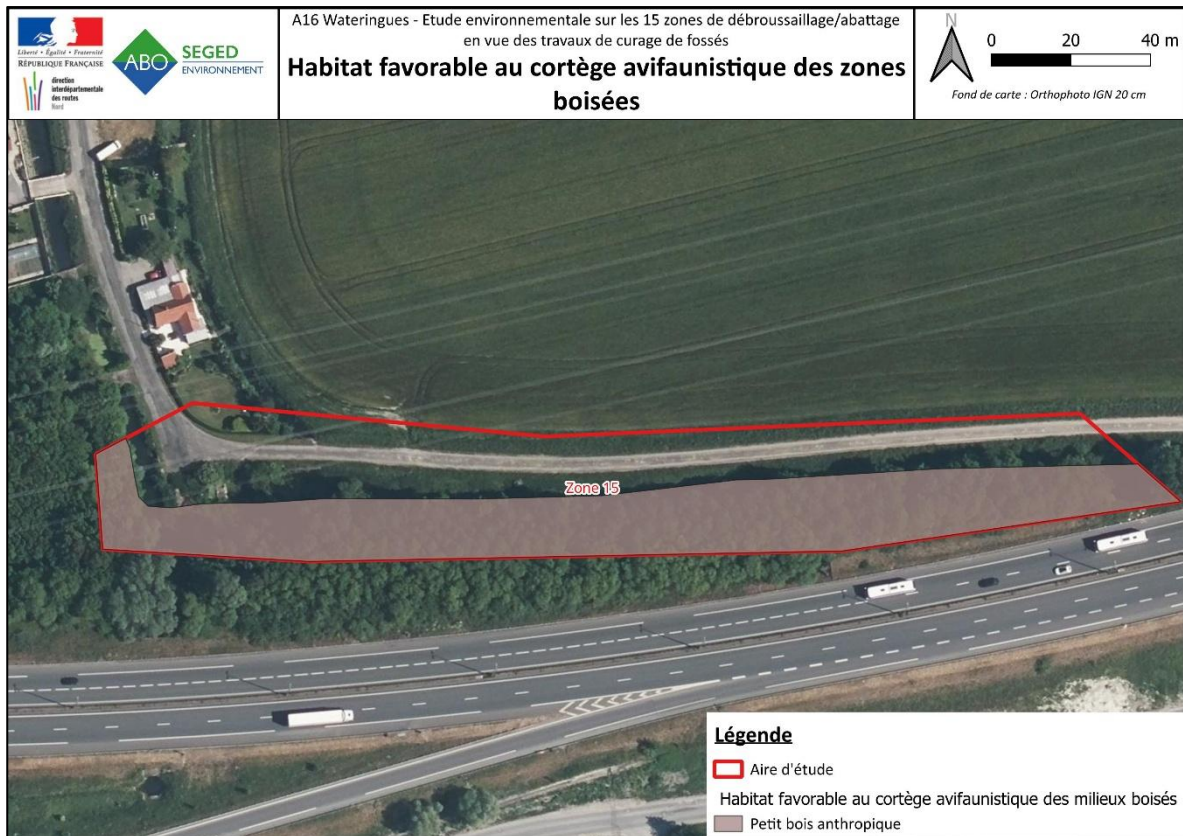 Liberté • Égalité • Fraternité
RÉPUBLIQUE FRANÇAISE
direction
interdépartementale
des routes
Nord
ABO
SEGED
ENVIRONNEMENT
A16 Wateringues - Etude environnementale sur les 15 zones de débroussaillage/abattage
en vue des travaux de curage de fossés
Habitat favorable au cortège avifaunistique des zones
boisées
N
0 20 40 m
Fond de carte : Orthophoto IGN 20 cm
Zone 15
Légende
Aire d'étude
Habitat favorable au cortège avifaunistique des milieux boisés
Petit bois anthropique